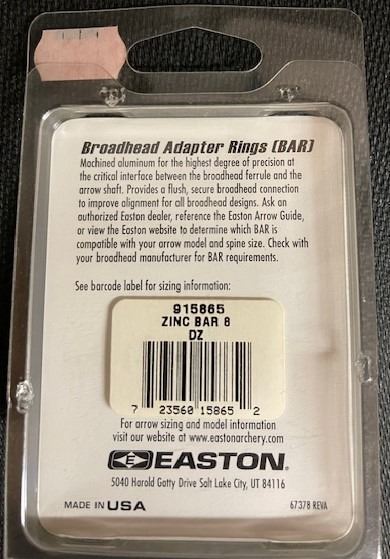 Broadhead Adapter Rings (BAR)
Machined aluminum for the highest degree of precision at
the critical interface between the broadhead ferrule and the
arrow shaft. Provides a flush, secure broadhead connection
to improve alignment for all broadhead designs. Ask an
authorized Easton dealer, reference the Easton Arrow Guide,
or view the Easton website to determine which BAR is
compatible with your arrow model and spine size. Check with
your broadhead manufacturer for BAR requirements.
See barcode label for sizing information:
915865
ZINC BAR 8
DZ
7 23560 15865 2
For arrow sizing and model information
visit our website at www.eastonarchery.com.
E EASTON®
5040 Harold Gatty Drive Salt Lake City, UT 84116
MADE IN USA
67378 REVA